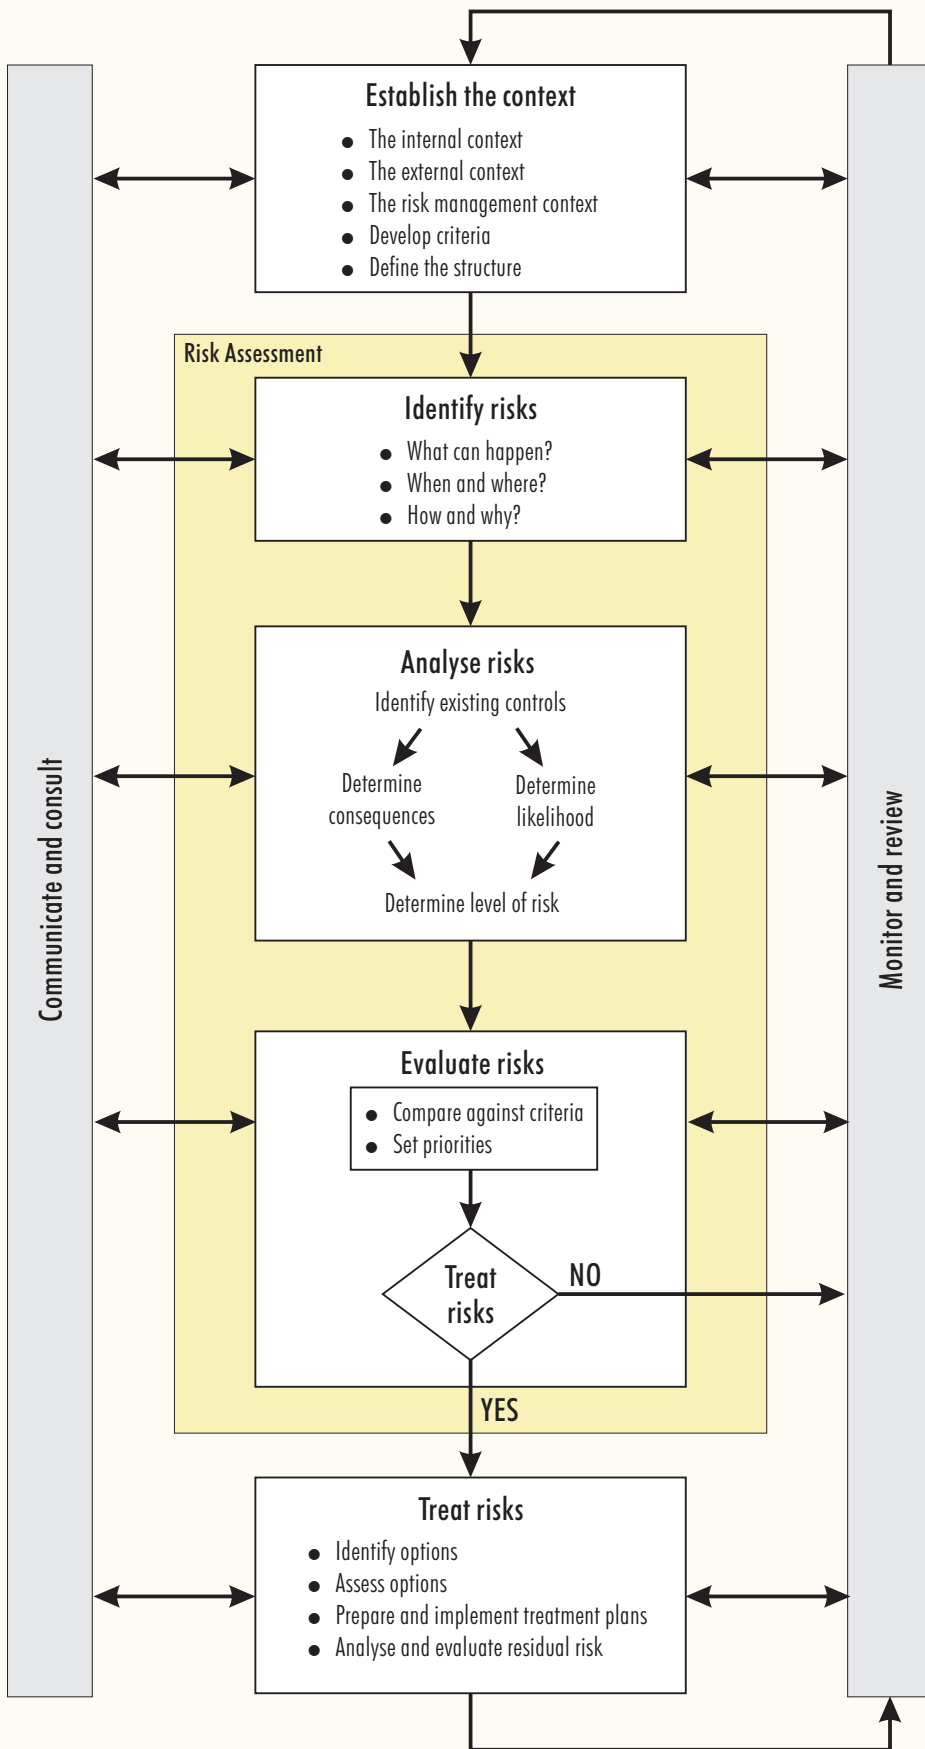 Establish the context
● The internal context
● The external context
● The risk management context
● Develop criteria
● Define the structure
Risk Assessment
Identify risks
● What can happen?
● When and where?
● How and why?
Analyse risks
Identify existing controls
Determine
consequences
Determine
likelihood
Determine level of risk
Evaluate risks
● Compare against criteria
● Set priorities
Treat
risks
NO
YES
Treat risks
● Identify options
● Assess options
● Prepare and implement treatment plans
● Analyse and evaluate residual risk
Communicate and consult
Monitor and review